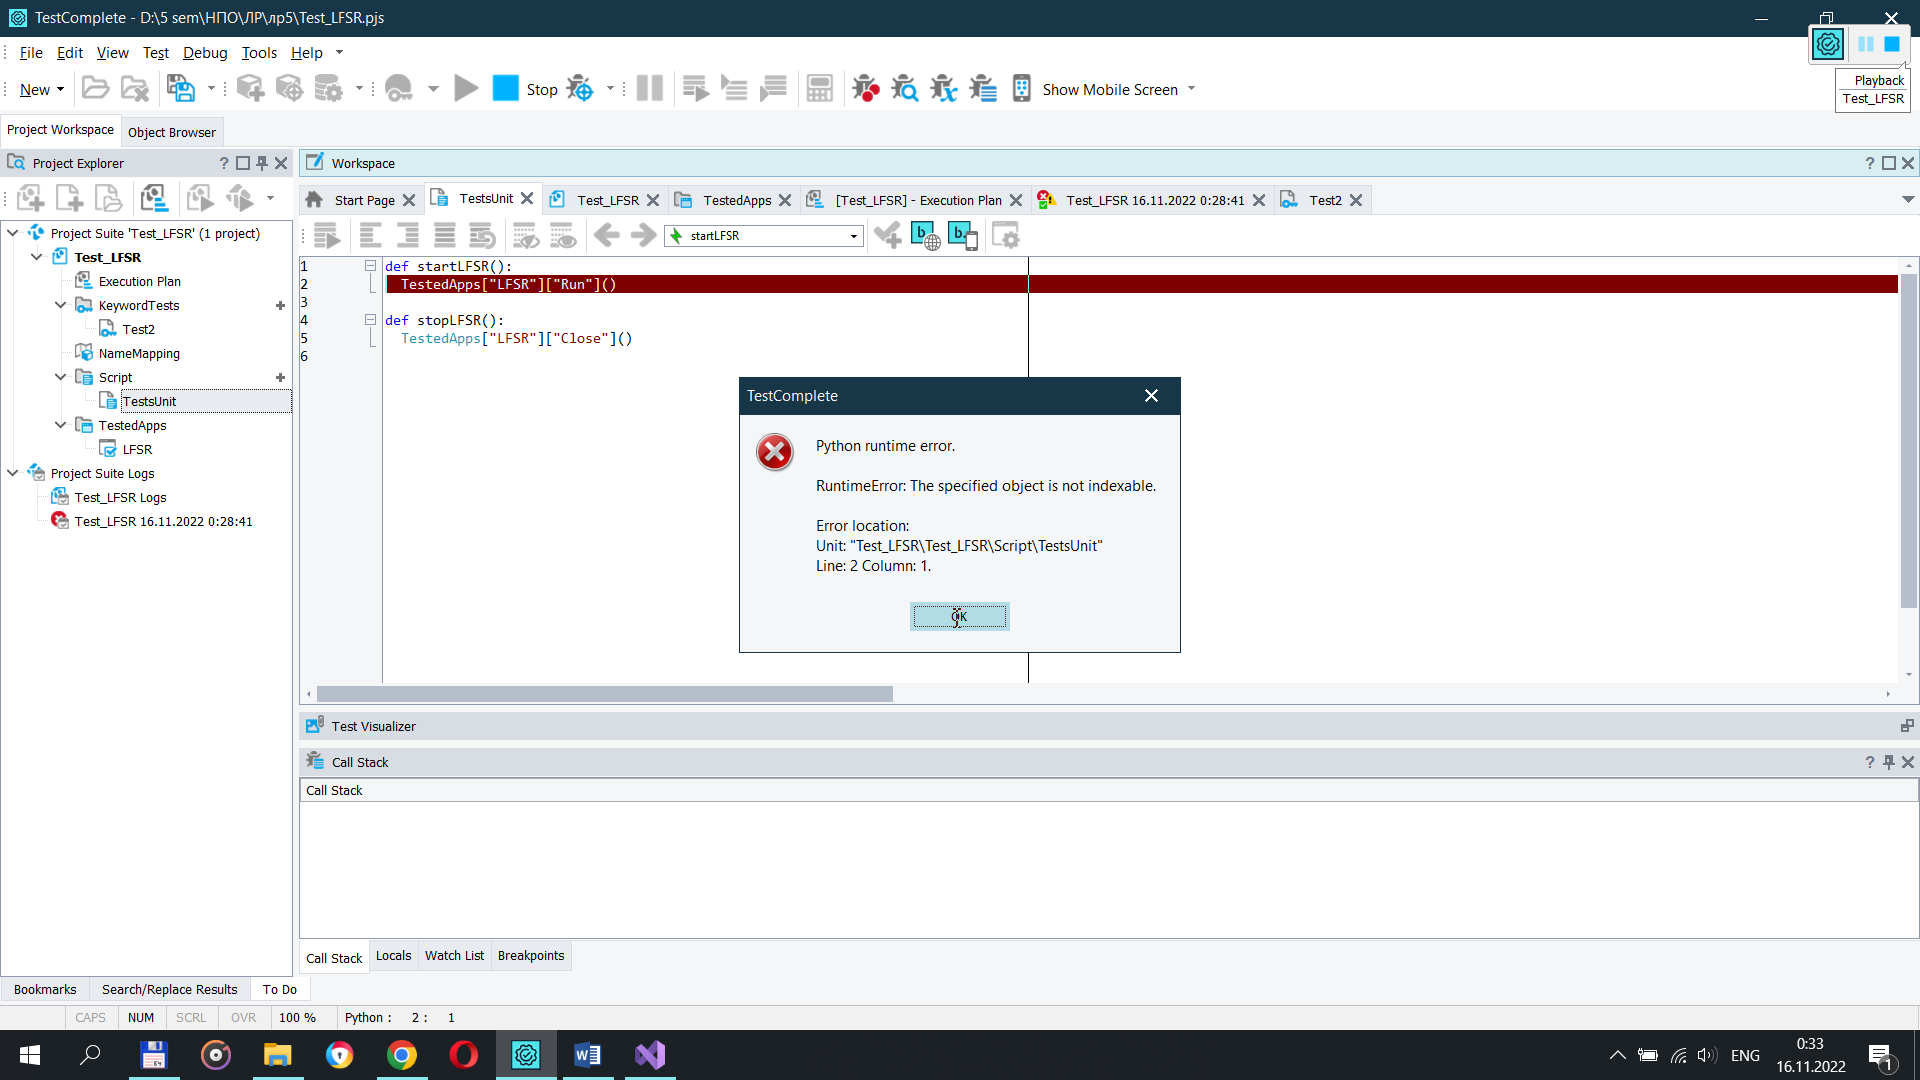 TestComplete - D:\5 sem\НПО\ЛР\лр5\Test_LFSR.pjs
File Edit View Test Debug Tools Help
New Stop Show Mobile Screen
Playback
Test_LFSR
Project Workspace Object Browser
Project Explorer
Workspace
Start Page TestsUnit Test_LFSR TestedApps [Test_LFSR] - Execution Plan Test_LFSR 16.11.2022 0:28:41 Test2
startLFSR
Project Suite 'Test_LFSR' (1 project)
Test_LFSR
Execution Plan
KeywordTests
Test2
NameMapping
Script
TestsUnit
TestedApps
LFSR
Project Suite Logs
Test_LFSR Logs
Test_LFSR 16.11.2022 0:28:41
1 def startLFSR():
2 TestedApps["LFSR"]["Run"]()
3
4 def stopLFSR():
5 TestedApps["LFSR"]["Close"]()
6
TestComplete
Python runtime error.
RuntimeError: The specified object is not indexable.
Error location:
Unit: "Test_LFSR\Test_LFSR\Script\TestsUnit"
Line: 2 Column: 1.
OK
Test Visualizer
Call Stack
Call Stack
Call Stack Locals Watch List Breakpoints
Bookmarks Search/Replace Results To Do
CAPS NUM SCRL OVR 100 % Python : 2 : 1
64
ENG
0:33
16.11.2022
1